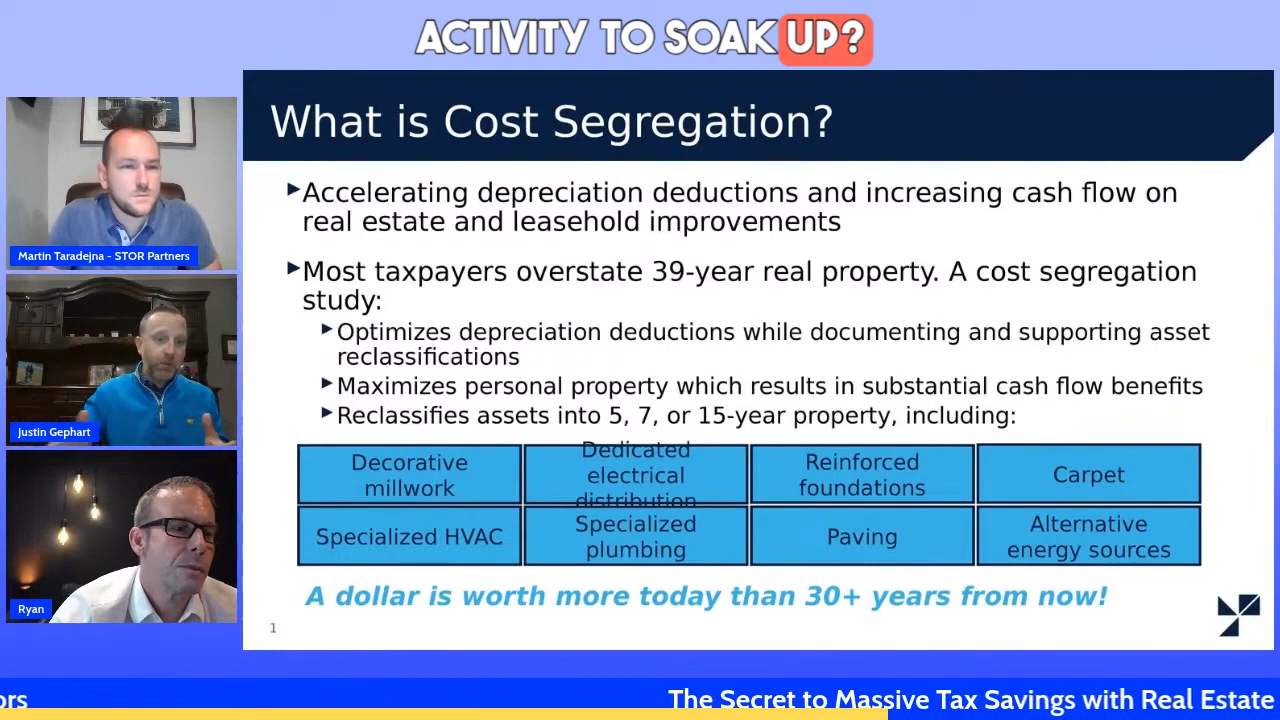 ACTIVITY TO SOAK UP?
What is Cost Segregation?
Accelerating depreciation deductions and increasing cash flow on
real estate and leasehold improvements
Most taxpayers overstate 39-year real property. A cost segregation
study:
Optimizes depreciation deductions while documenting and supporting asset
reclassifications
Maximizes personal property which results in substantial cash flow benefits
Reclassifies assets into 5, 7, or 15-year property, including:
Decorative
millwork
Dedicated
electrical
distribution
Reinforced
foundations
Carpet
Specialized HVAC
Specialized
plumbing
Paving
Alternative
energy sources
A dollar is worth more today than 30+ years from now!
1
Martin Taradejna - STOR Partners
Justin Gephart
Ryan
ors
The Secret to Massive Tax Savings with Real Estate